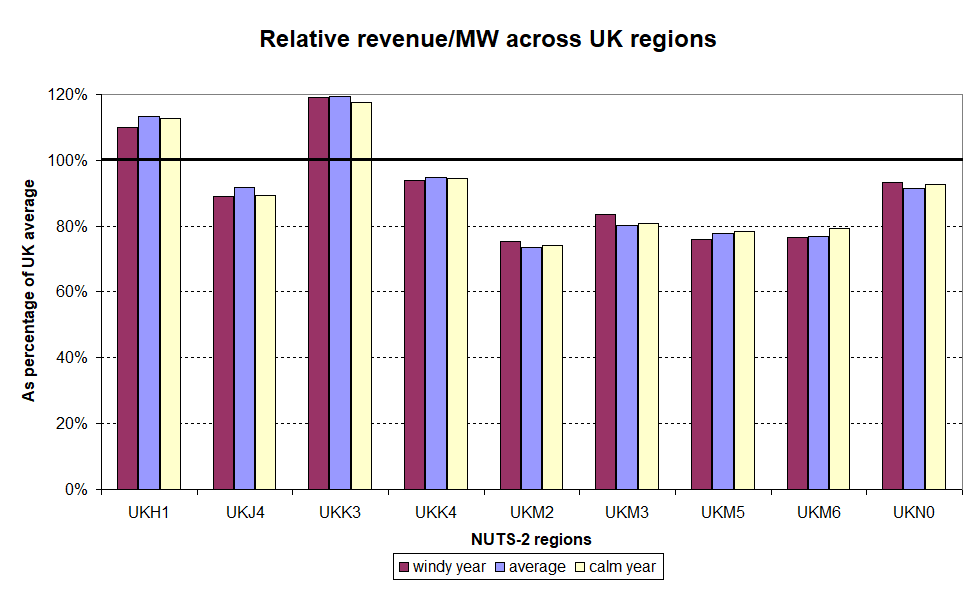 Relative revenue/MW across UK regions
As percentage of UK average
120%
100%
80%
60%
40%
20%
0%
UKH1 UKJ4 UKK3 UKK4 UKM2 UKM3 UKM5 UKM6 UKN0
NUTS-2 regions
windy year average calm year